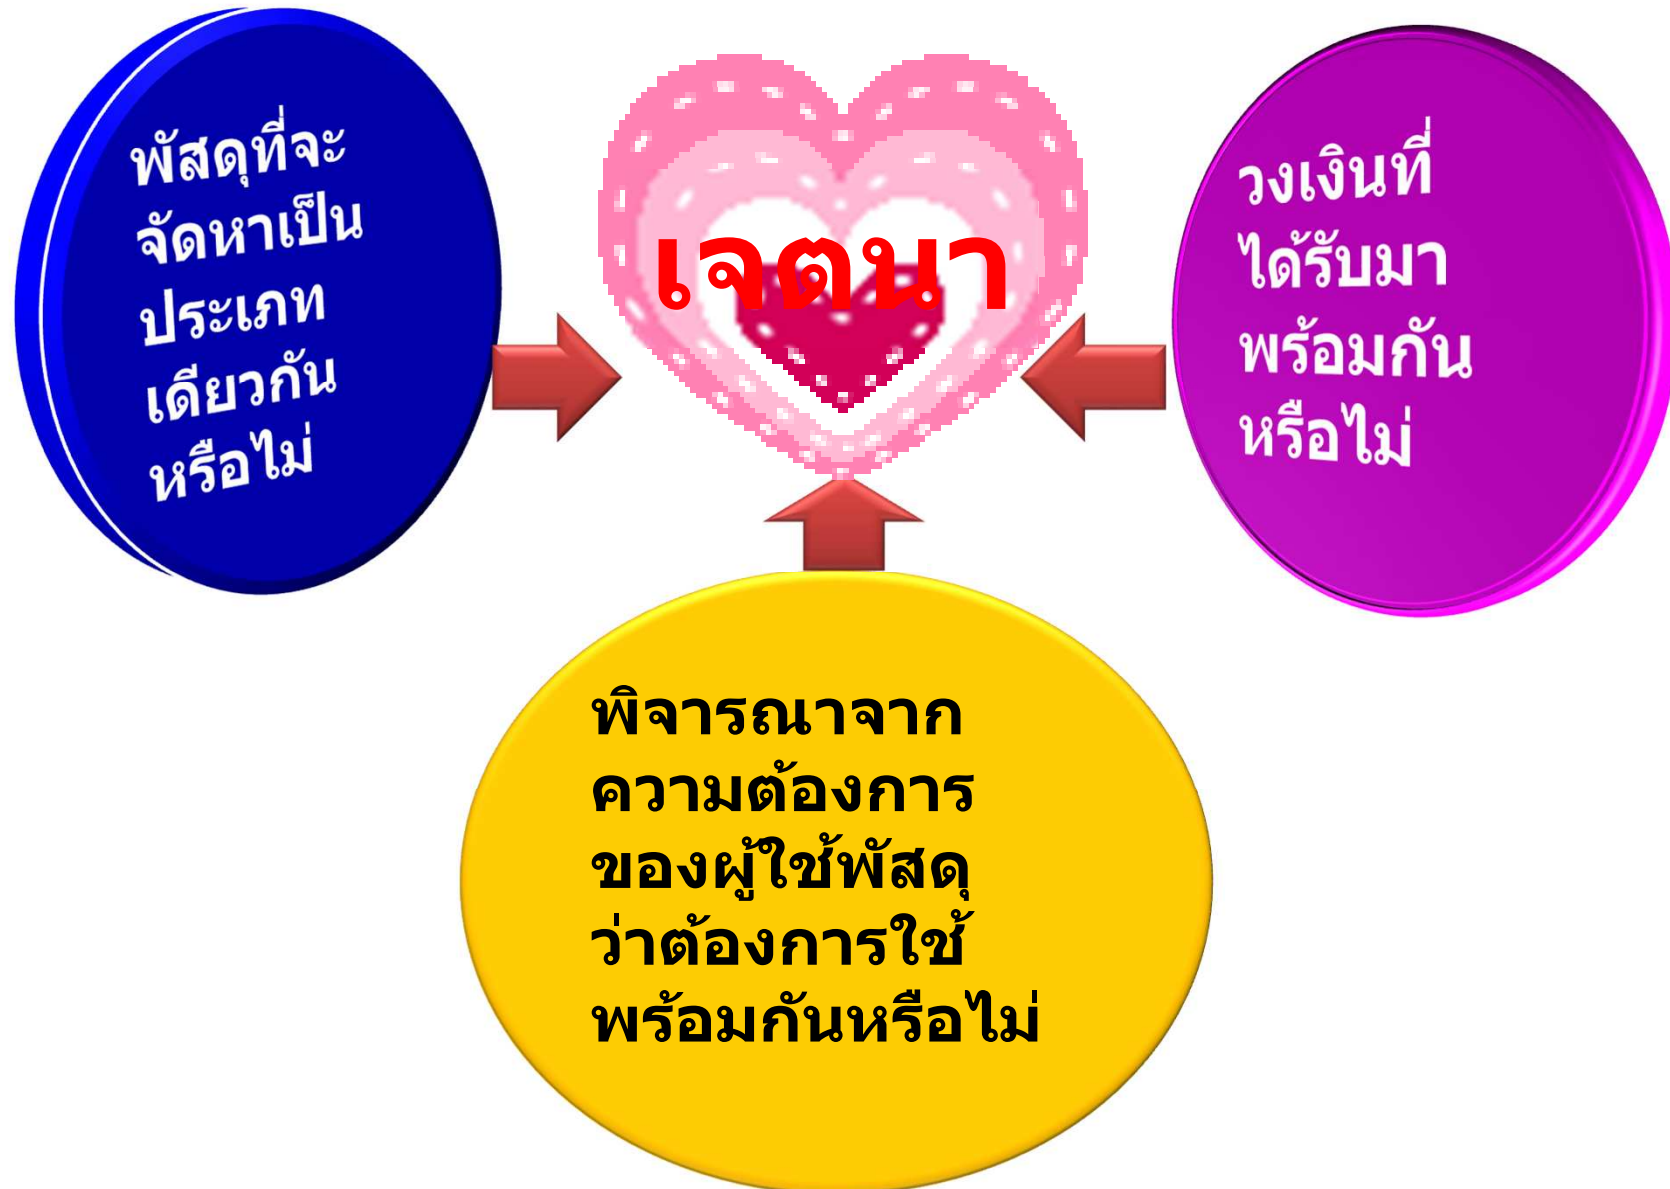 พัสดุที่จะ
จัดหาเป็น
ประเภท
เดียวกัน
หรือไม่
เจตนา
วงเงินที่
ได้รับมา
พร้อมกัน
หรือไม่
พิจารณาจาก
ความต้องการ
ของผู้ใช้พัสดุ
ว่าต้องการใช้
พร้อมกันหรือไม่